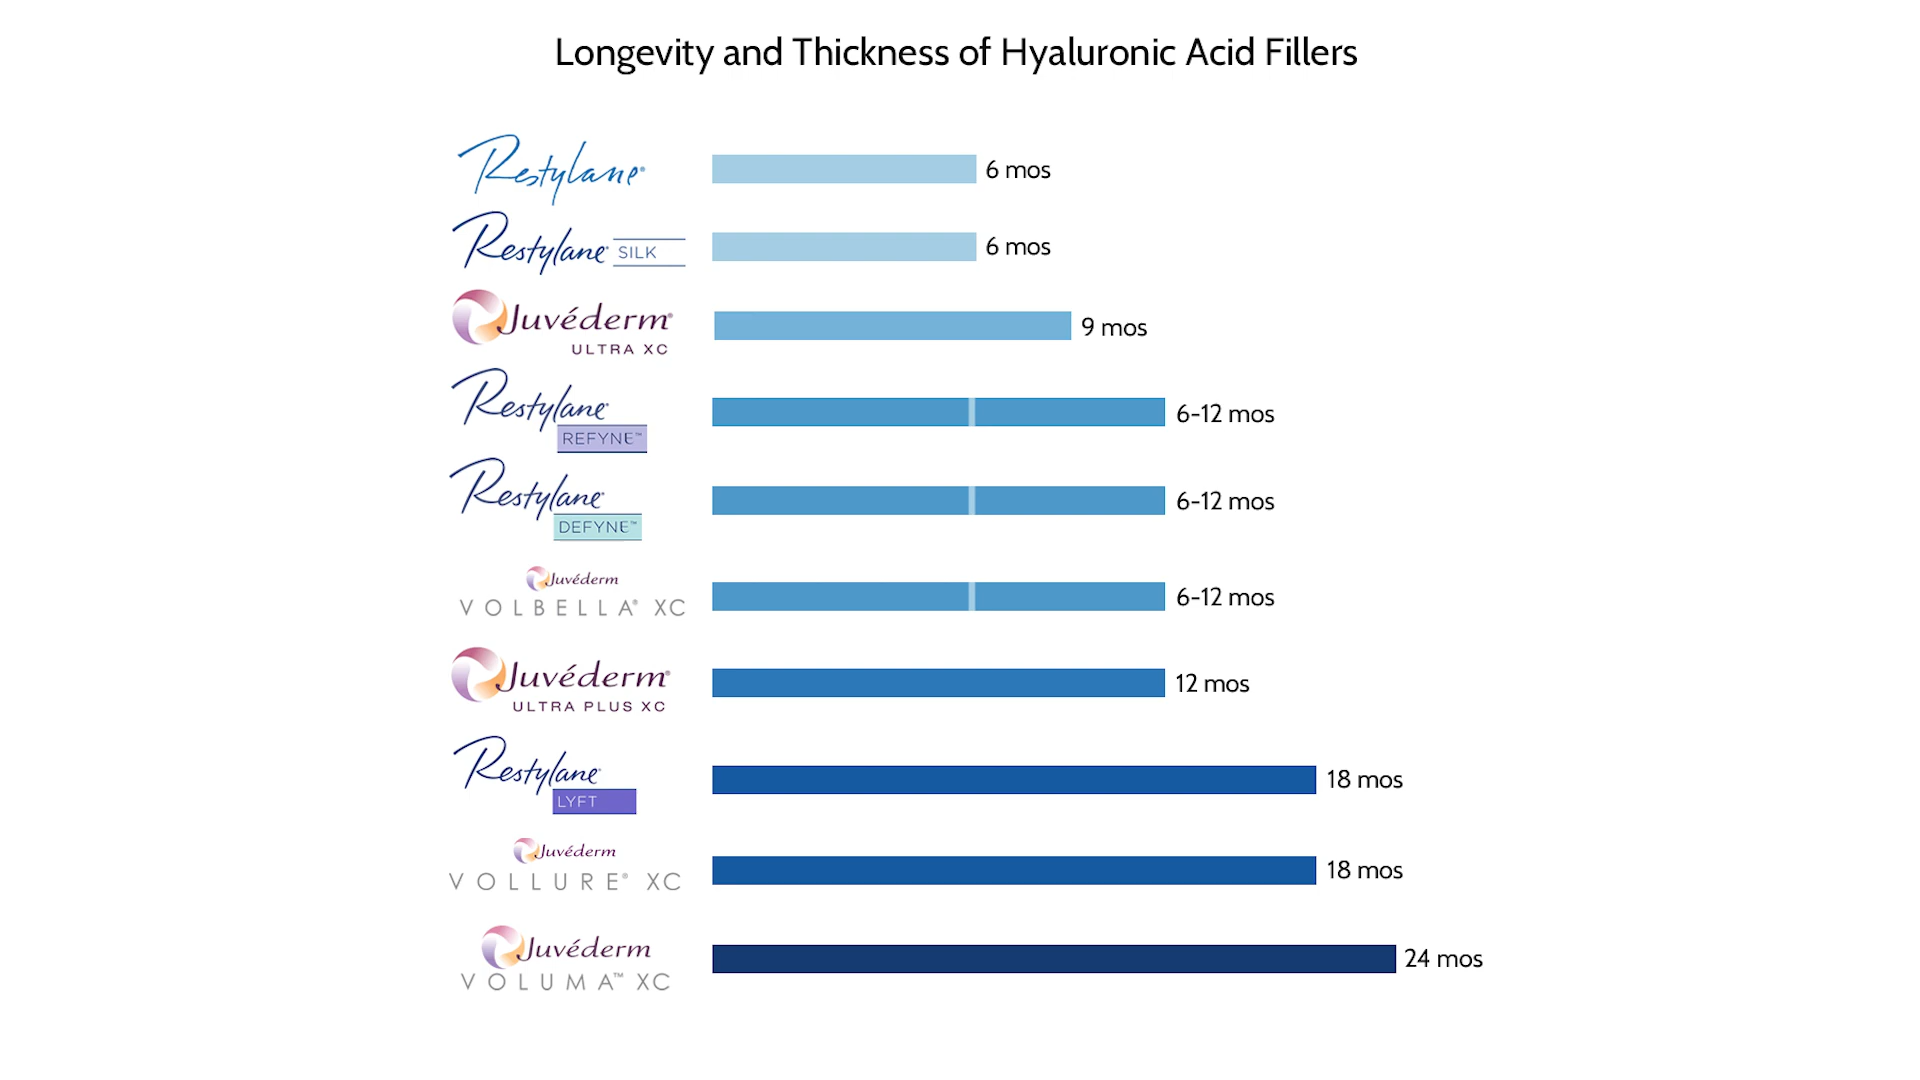 Longevity and Thickness of Hyaluronic Acid Fillers
Restylane®
6 mos
Restylane® SILK
6 mos
Juvéderm®
ULTRA XC
9 mos
Restylane®
REFYNE™
6-12 mos
Restylane®
DEFYNE™
6-12 mos
Juvéderm
VOLBELLA® XC
6-12 mos
Juvéderm®
ULTRA PLUS XC
12 mos
Restylane®
LYFT
18 mos
Juvéderm
VOLLURE® XC
18 mos
Juvéderm
VOLUMA™ XC
24 mos